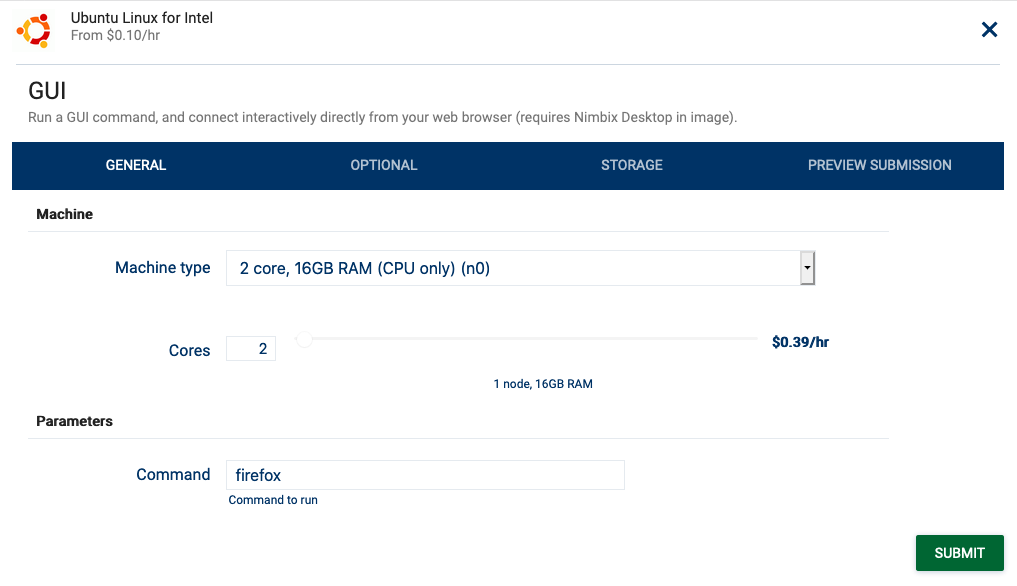 Ubuntu Linux for Intel
From $0.10/hr
GUI
Run a GUI command, and connect interactively directly from your web browser (requires Nimbix Desktop in image).
GENERAL OPTIONAL STORAGE PREVIEW SUBMISSION
Machine
Machine type 2 core, 16GB RAM (CPU only) (n0)
Cores 2 $0.39/hr
1 node, 16GB RAM
Parameters
Command firefox
Command to run
SUBMIT